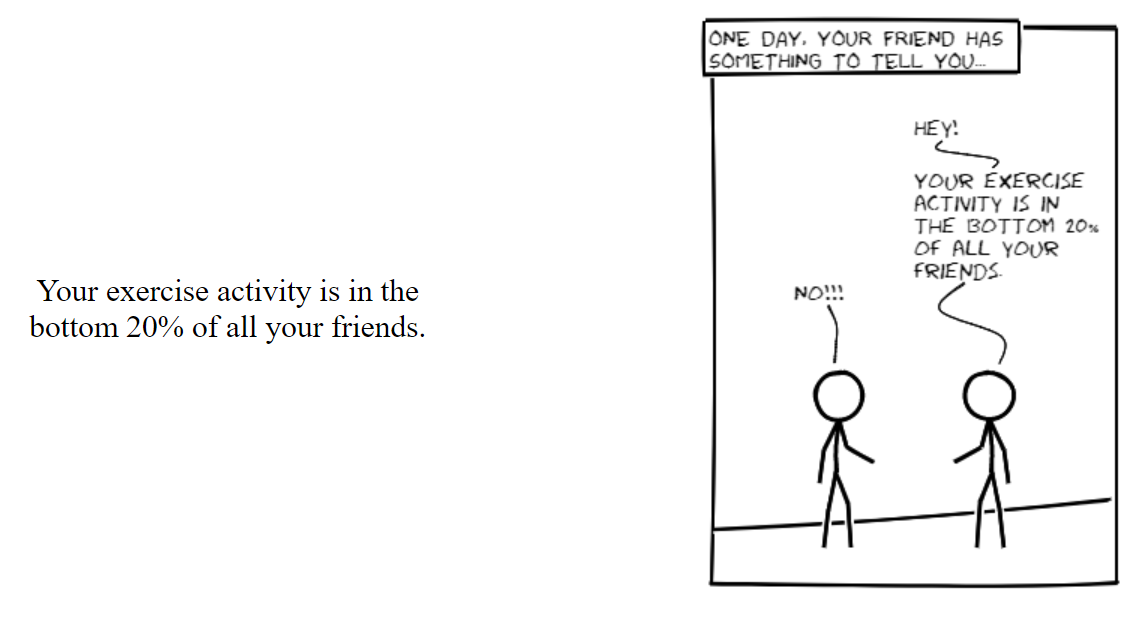 Your exercise activity is in the
bottom 20% of all your friends.
ONE DAY, YOUR FRIEND HAS
SOMETHING TO TELL YOU...
HEY!
YOUR EXERCISE
ACTIVITY IS IN
THE BOTTOM 20%
OF ALL YOUR
FRIENDS.
NO!!!